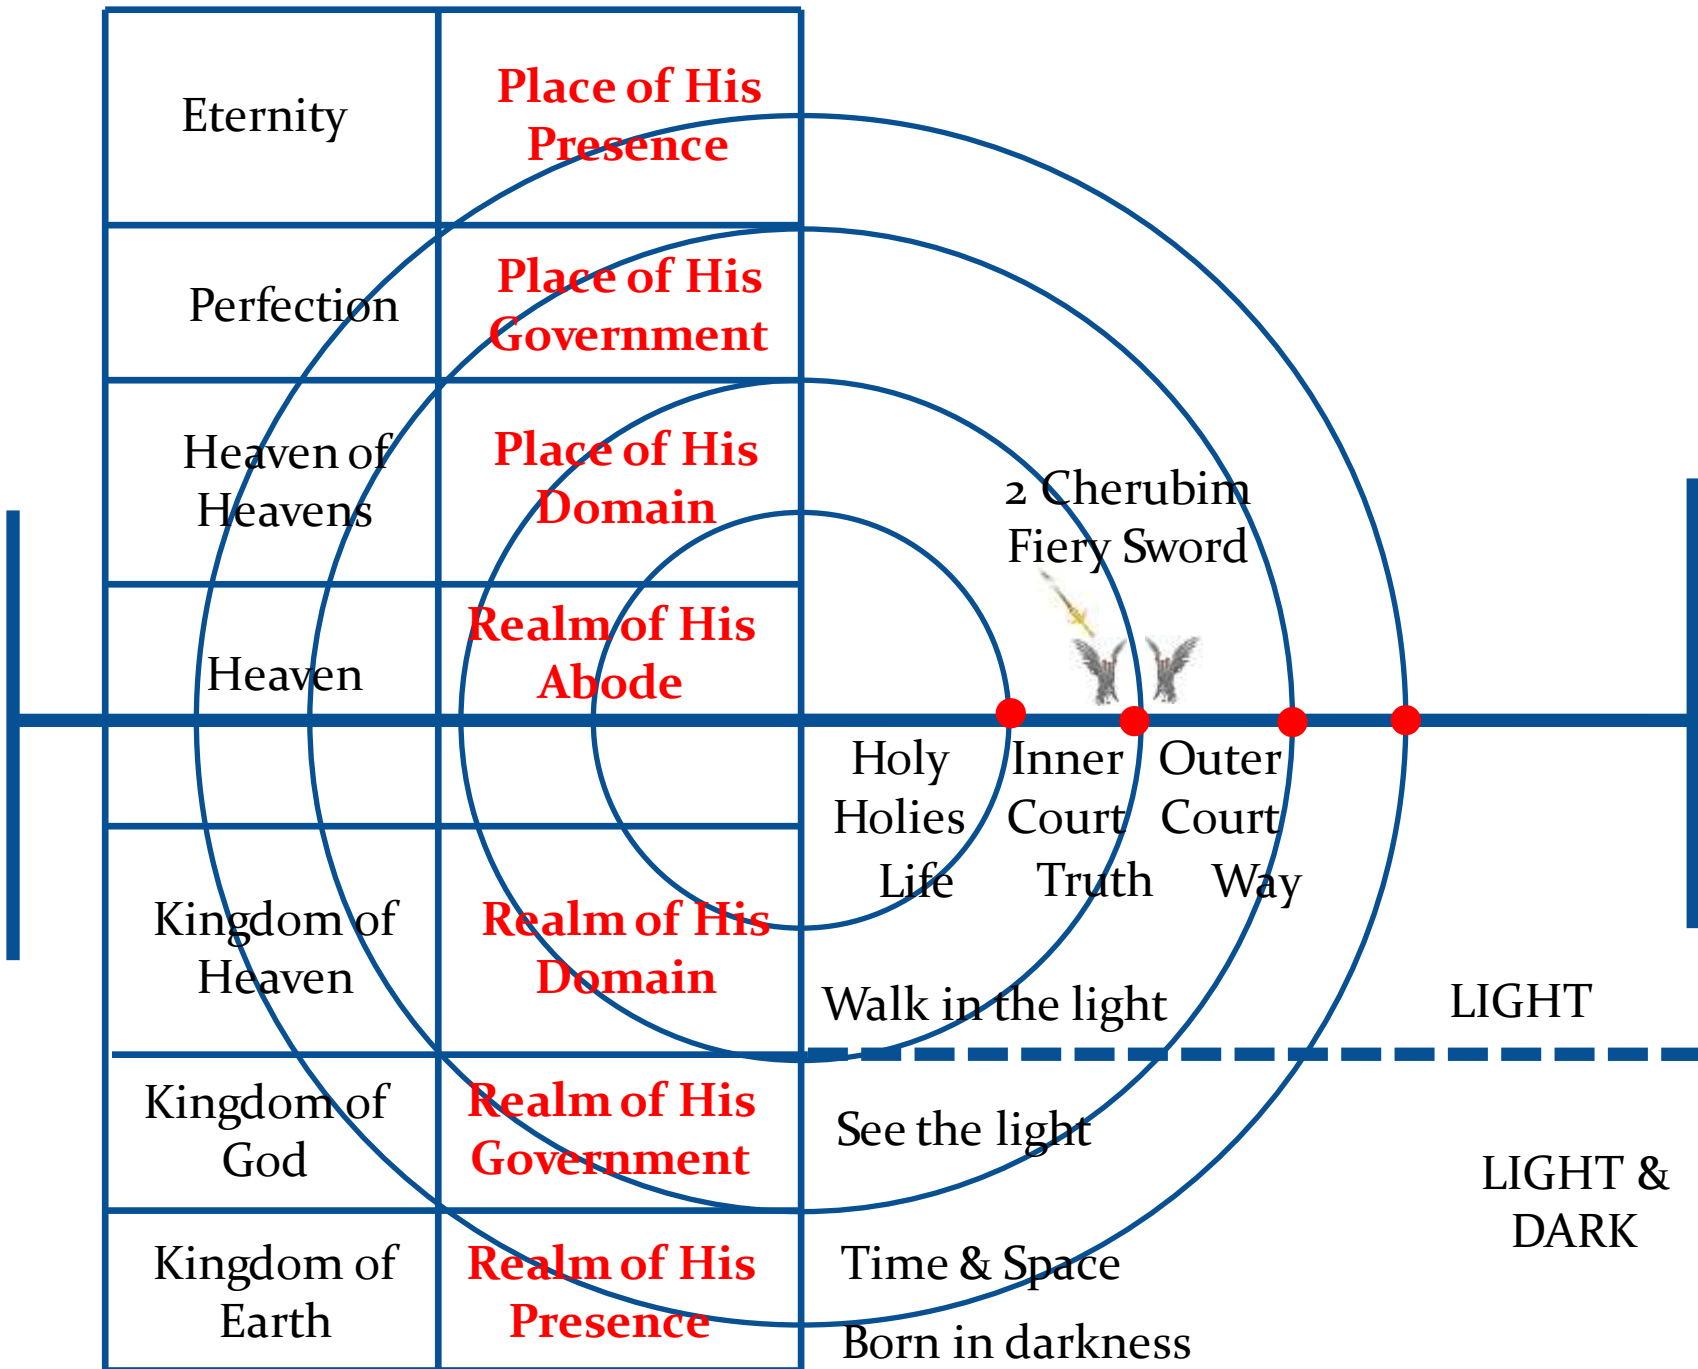 Eternity
Place of His
Presence
Perfection
Place of His
Government
Heaven of
Heavens
Place of His
Domain
2 Cherubim
Fiery Sword
Heaven
Realm of His
Abode
Holy
Holies
Inner
Court
Outer
Court
Life
Truth
Way
Kingdom of
Heaven
Realm of His
Domain
Walk in the light
LIGHT
Kingdom of
God
Realm of His
Government
See the light
LIGHT &
DARK
Kingdom of
Earth
Realm of His
Presence
Time & Space
Born in darkness